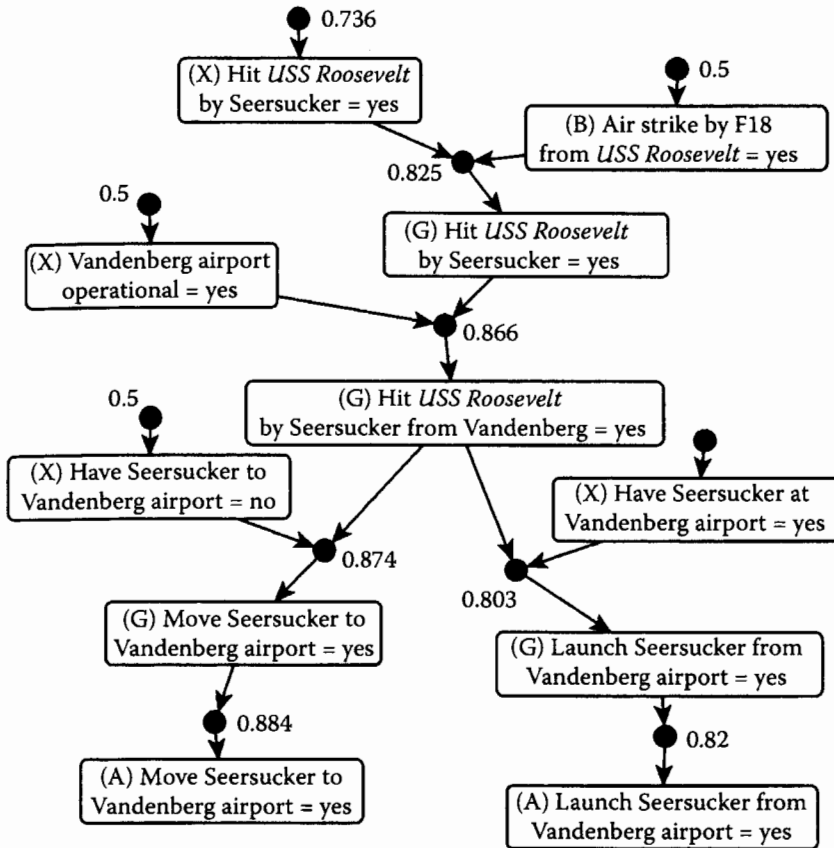 0.736
(X) Hit USS Roosevelt
by Seersucker = yes
0.5
(B) Air strike by F18
from USS Roosevelt = yes
0.825
0.5
(X) Vandenberg airport
operational = yes
(G) Hit USS Roosevelt
by Seersucker = yes
0.866
(G) Hit USS Roosevelt
by Seersucker from Vandenberg = yes
0.5
(X) Have Seersucker to
Vandenberg airport = no
(X) Have Seersucker at
Vandenberg airport = yes
0.874
0.803
(G) Move Seersucker to
Vandenberg airport = yes
(G) Launch Seersucker from
Vandenberg airport = yes
0.884
0.82
(A) Move Seersucker to
Vandenberg airport = yes
(A) Launch Seersucker from
Vandenberg airport = yes